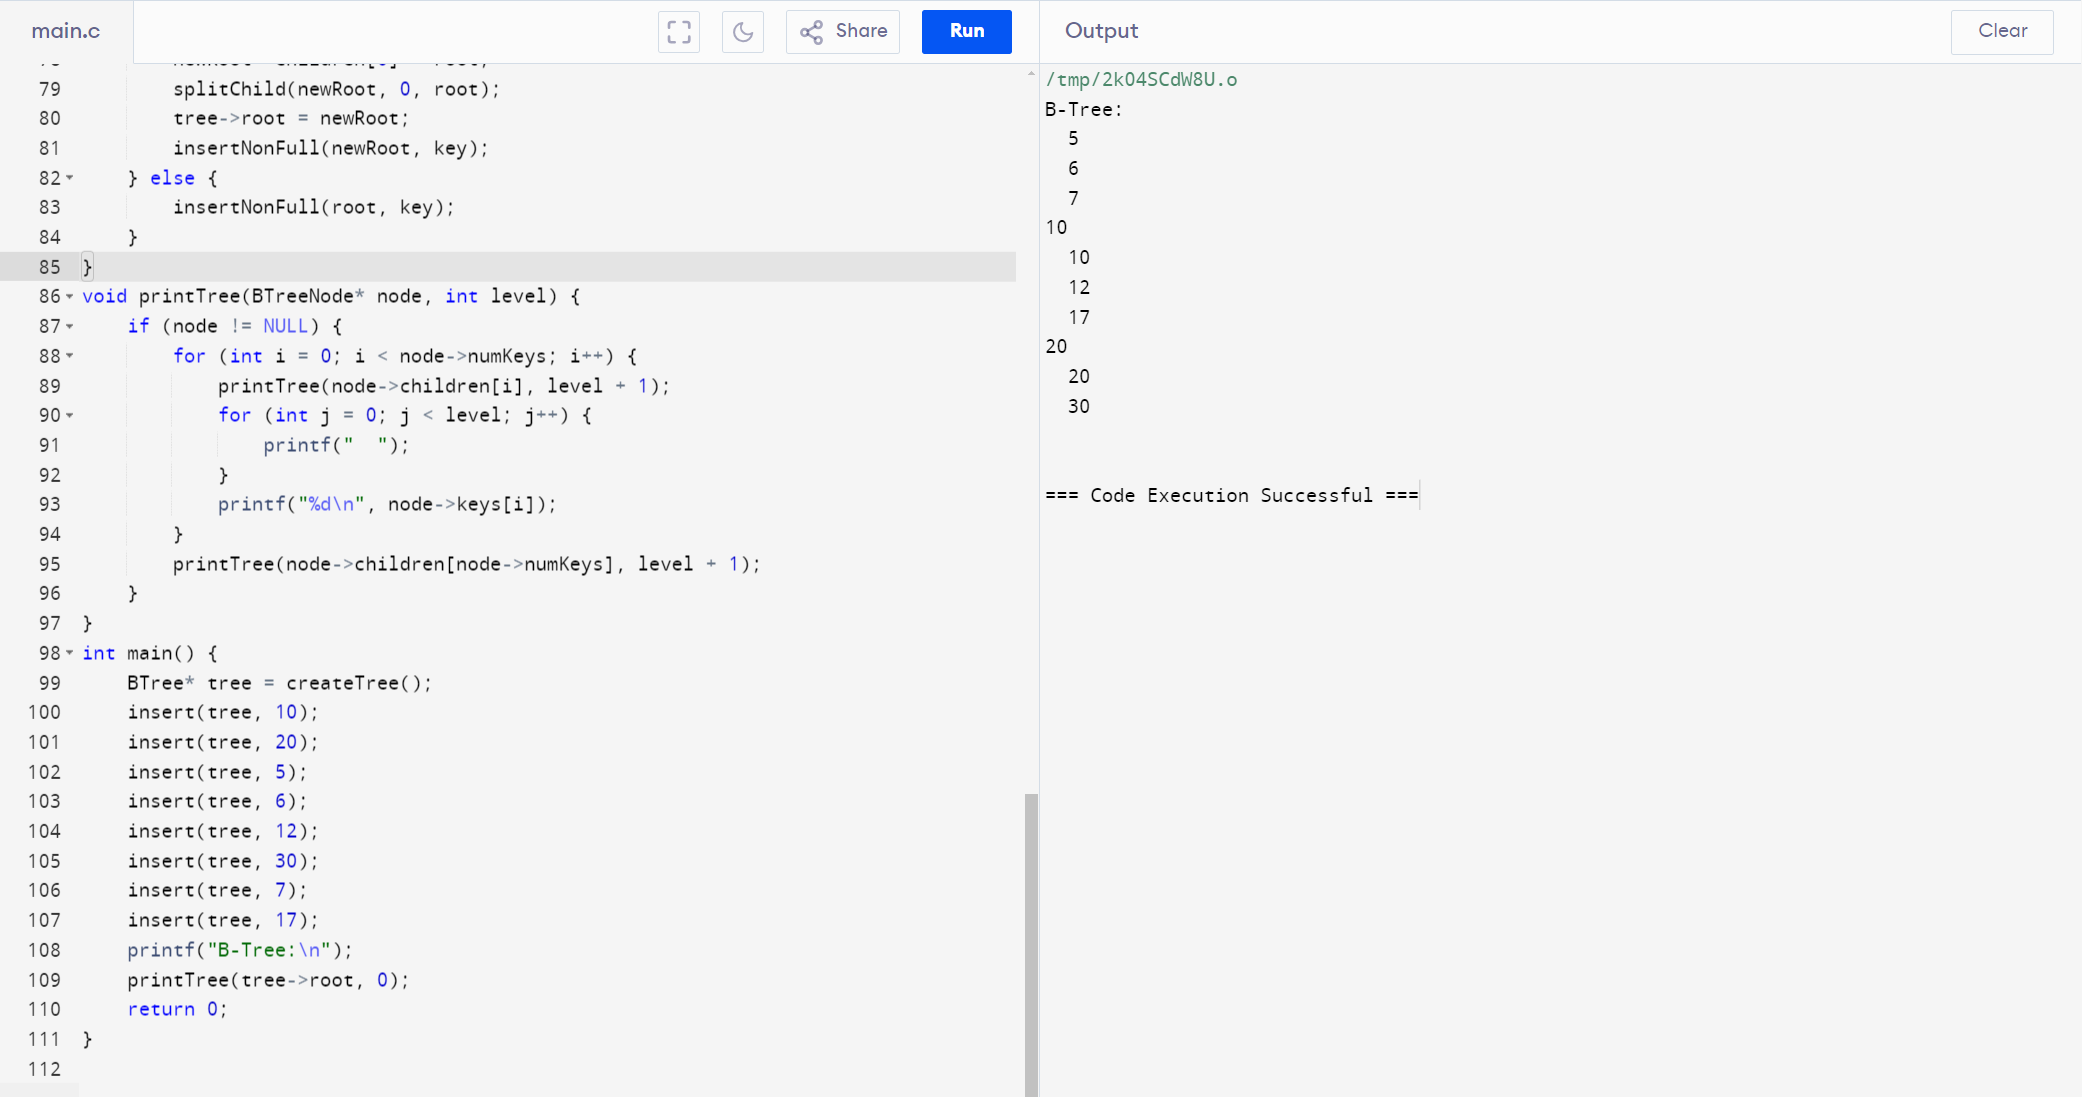 main.c
Share
Run
Output
Clear
79 splitChild(newRoot, 0, root);
80 tree->root = newRoot;
81 insertNonFull(newRoot, key);
82 } else {
83 insertNonFull(root, key);
84 }
85 }
86 void printTree(BTreeNode* node, int level) {
87 if (node != NULL) {
88 for (int i = 0; i < node->numKeys; i++) {
89 printTree(node->children[i], level + 1);
90 for (int j = 0; j < level; j++) {
91 printf("  ");
92 }
93 printf("%d\n", node->keys[i]);
94 }
95 printTree(node->children[node->numKeys], level + 1);
96 }
97 }
98 int main() {
99 BTree* tree = createTree();
100 insert(tree, 10);
101 insert(tree, 20);
102 insert(tree, 5);
103 insert(tree, 6);
104 insert(tree, 12);
105 insert(tree, 30);
106 insert(tree, 7);
107 insert(tree, 17);
108 printf("B-Tree:\n");
109 printTree(tree->root, 0);
110 return 0;
111 }
112
/tmp/2kO4SCdW8U.o
B-Tree:
5
6
7
10
10
12
17
20
20
30
=== Code Execution Successful ===